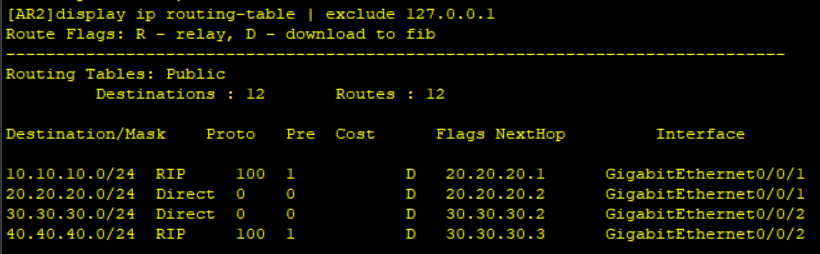 [AR2]display ip routing-table | exclude 127.0.0.1
Route Flags: R - relay, D - download to fib
------------------------------------------------------------------------------
Routing Tables: Public
         Destinations : 12       Routes : 12

Destination/Mask    Proto   Pre  Cost      Flags NextHop         Interface

10.10.10.0/24  RIP     100  1           D   20.20.20.1      GigabitEthernet0/0/1
20.20.20.0/24  Direct  0    0           D   20.20.20.2      GigabitEthernet0/0/1
30.30.30.0/24  Direct  0    0           D   30.30.30.2      GigabitEthernet0/0/2
40.40.40.0/24  RIP     100  1           D   30.30.30.3      GigabitEthernet0/0/2